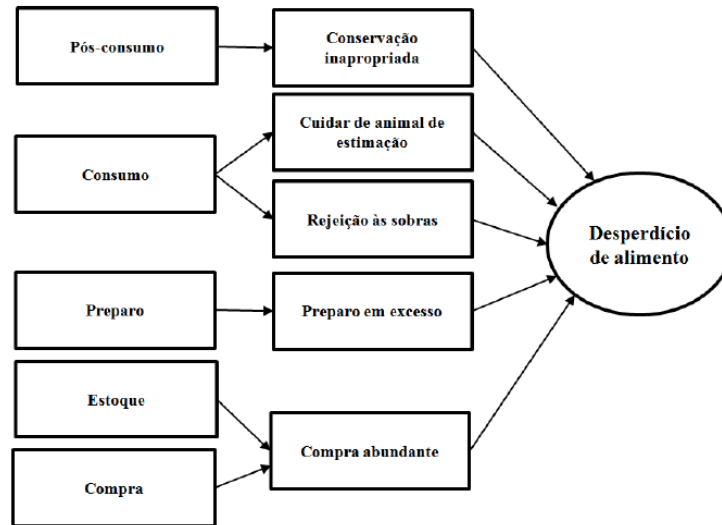 Pós-consumo
Conservação
inapropriada
Cuidar de animal de
estimação
Consumo
Rejeição às sobras
Desperdício
de alimento
Preparo
Preparo em excesso
Estoque
Compra abundante
Compra